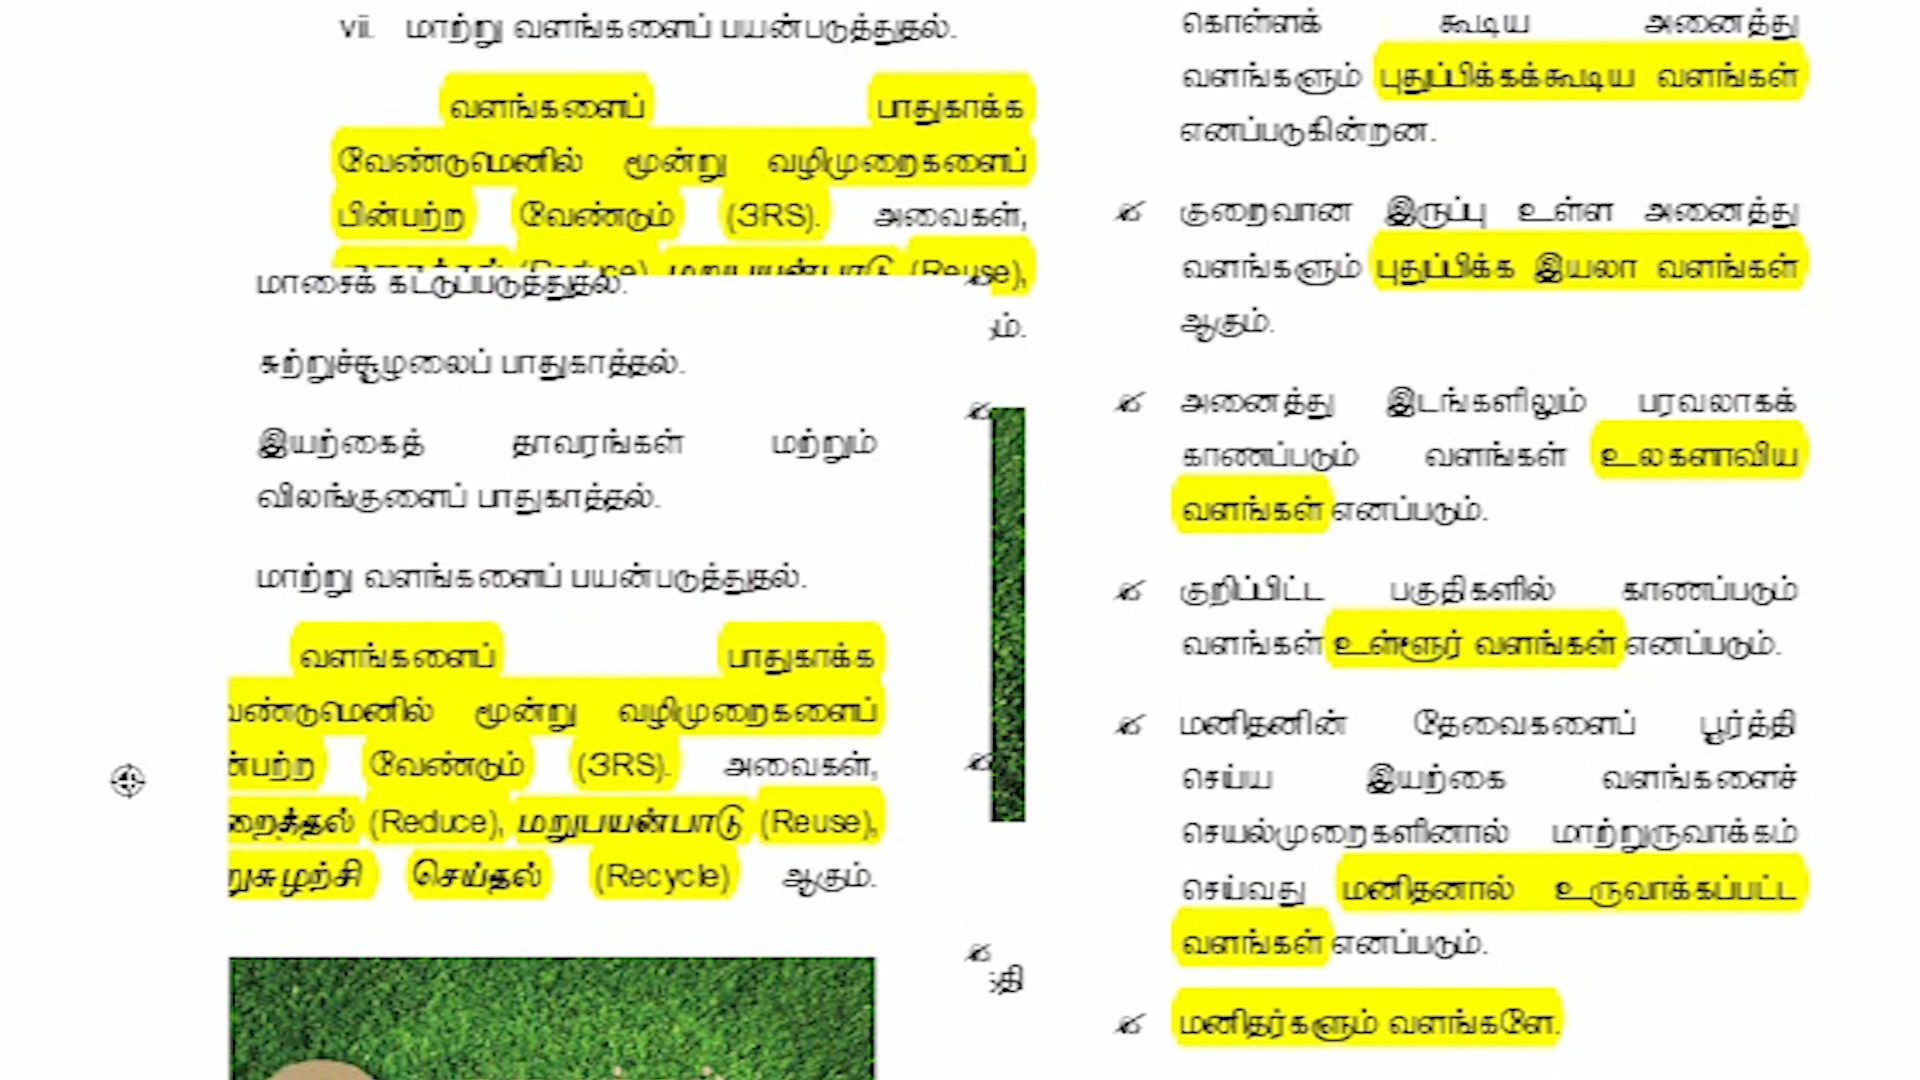 vii. மாற்று வளங்களைப் பயன்படுத்துதல்.
வளங்களைப் பாதுகாக்க
வேண்டுமெனில் மூன்று வழிமுறைகளைப்
பின்பற்ற வேண்டும் (3RS). அவைகள்,
மறுபயன்பாடு (Reuse),
கட்டுப்படுத்துதல்.
சுற்றுச்சூழலைப் பாதுகாத்தல்.
இயற்கைத் தாவரங்கள் மற்றும்
விலங்குளைப் பாதுகாத்தல்.
மாற்று வளங்களைப் பயன்படுத்துதல்.
வளங்களைப் பாதுகாக்க
வண்டுமெனில் மூன்று வழிமுறைகளைப்
ன்பற்ற வேண்டும் (3RS). அவைகள்,
றைத்தல் (Reduce), மறுபயன்பாடு (Reuse),
றுசுழற்சி செய்தல் (Recycle) ஆகும்.
கொள்ளக் கூடிய அனைத்து
வளங்களும் புதுப்பிக்கக்கூடிய வளங்கள்
எனப்படுகின்றன.
குறைவான இருப்பு உள்ள அனைத்து
வளங்களும் புதுப்பிக்க இயலா வளங்கள்
ஆகும்.
அனைத்து இடங்களிலும் பரவலாகக்
காணப்படும் வளங்கள் உலகளாவிய
வளங்கள் எனப்படும்.
குறிப்பிட்ட பகுதிகளில் காணப்படும்
வளங்கள் உள்ளூர் வளங்கள் எனப்படும்.
மனிதனின் தேவைகளைப் பூர்த்தி
செய்ய இயற்கை வளங்களைச்
செயல்முறைகளினால் மாற்றுருவாக்கம்
செய்வது மனிதனால் உருவாக்கப்பட்ட
வளங்கள் எனப்படும்.
மனிதர்களும் வளங்களே.